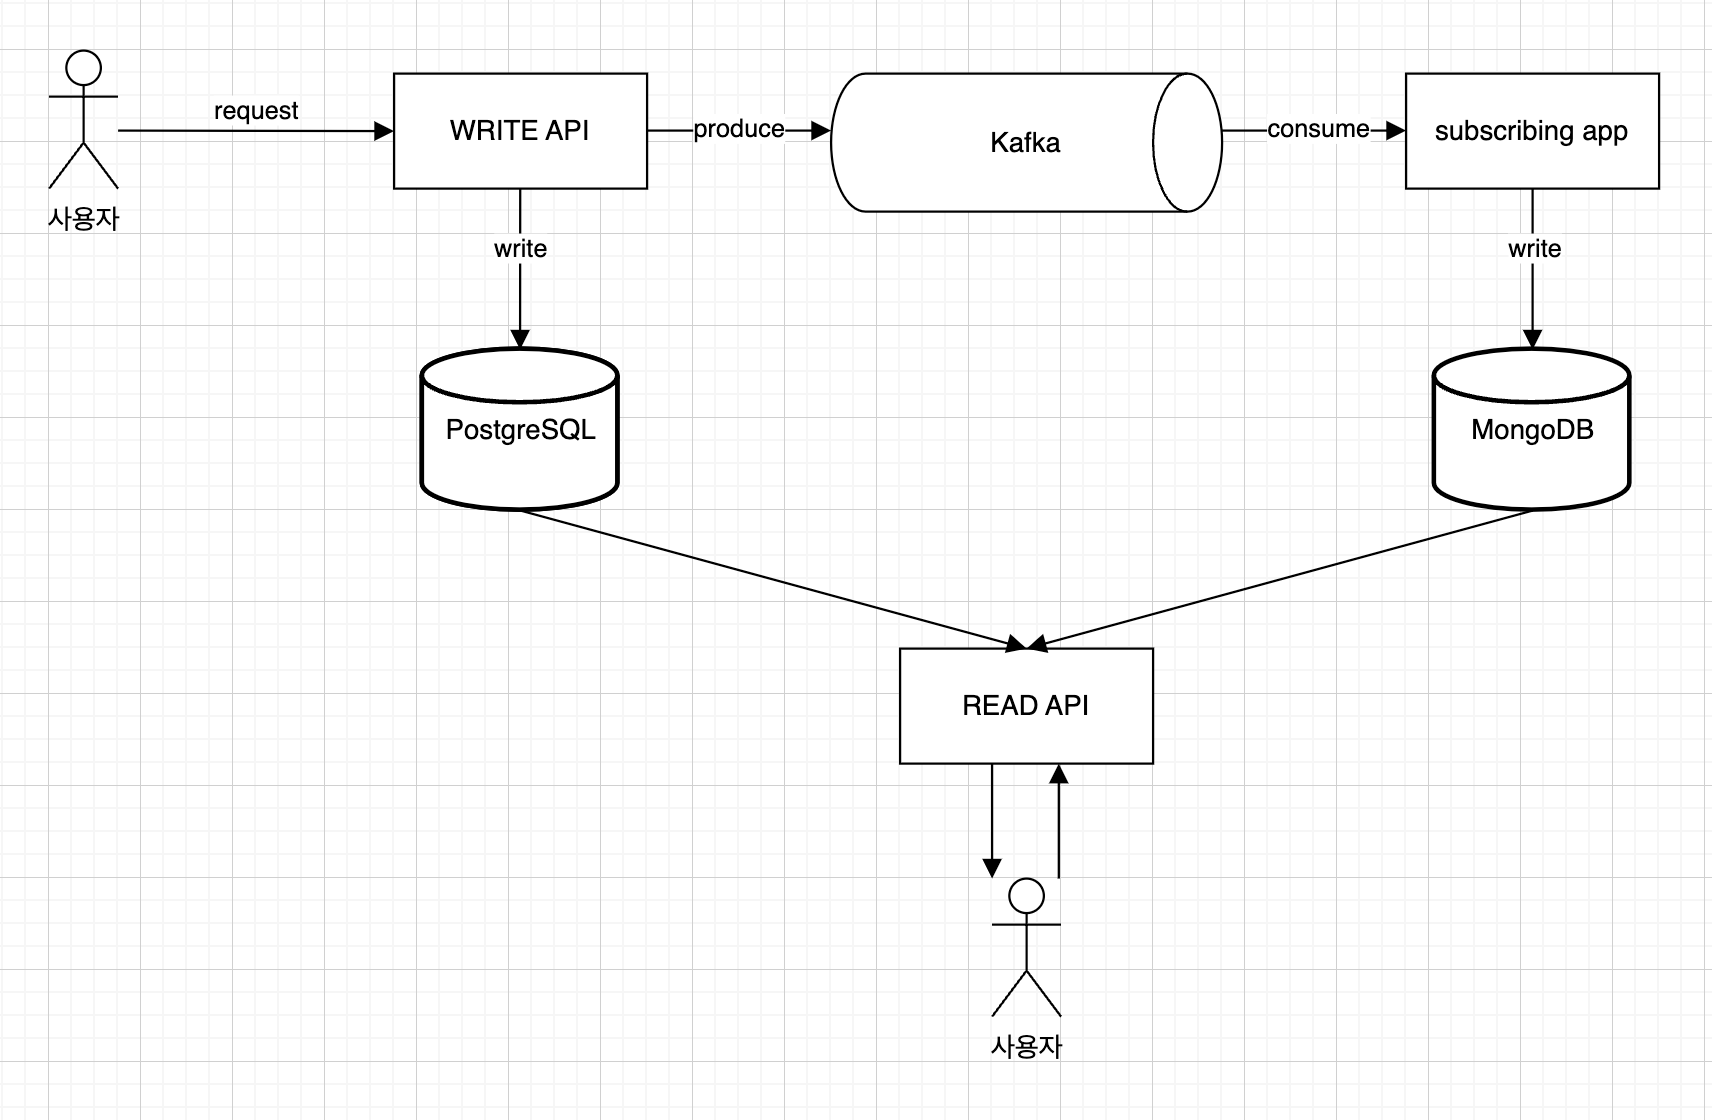 request
WRITE API
produce
Kafka
consume
subscribing app
사용자
write
write
PostgreSQL
MongoDB
READ API
사용자